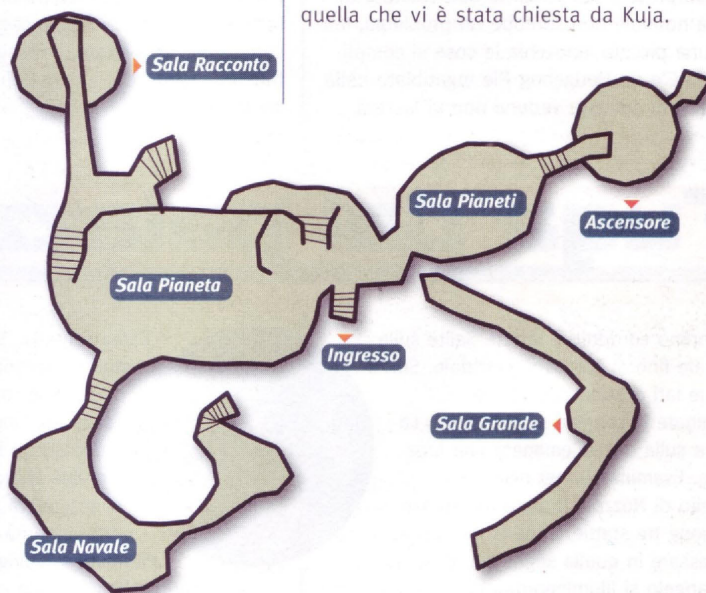 quella che vi è stata chiesta da Kuja.
Sala Racconto
Sala Pianeti
Ascensore
Sala Pianeta
Ingresso
Sala Grande
Sala Navale